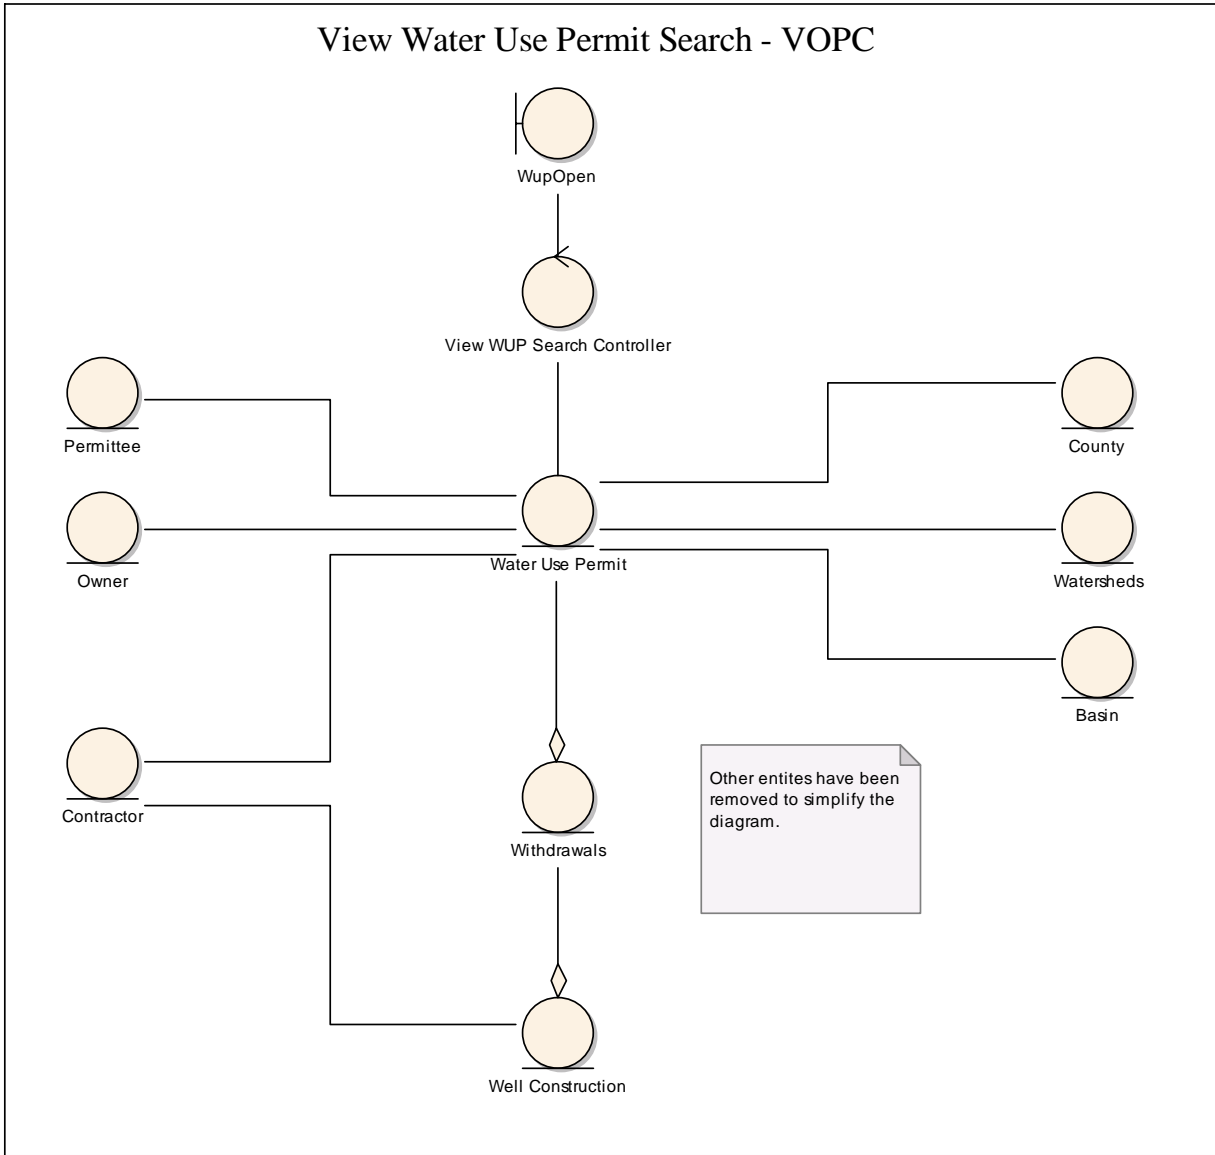 View Water Use Permit Search - VOPC
WupOpen
View WUP Search Controller
Permittee
County
Owner
Water Use Permit
Watersheds
Basin
Contractor
Withdrawals
Other entites have been
removed to simplify the
diagram.
Well Construction